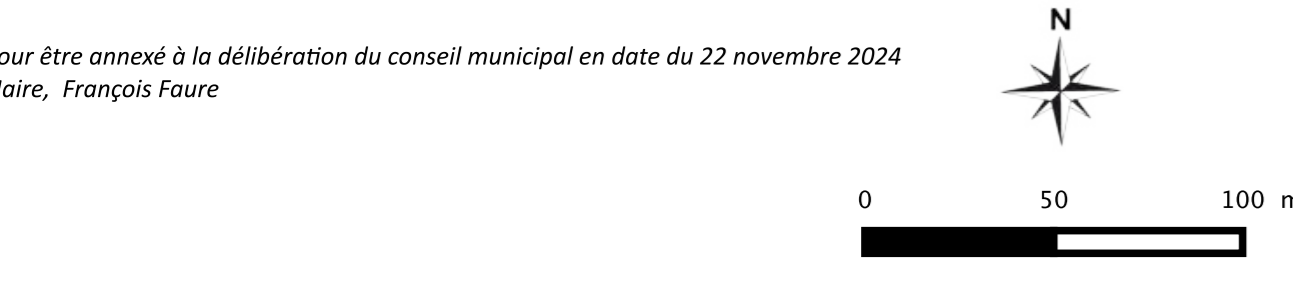 N
our être annexé à la délibération du conseil municipal en date du 22 novembre 2024
aire, François Faure
0 50 100 m